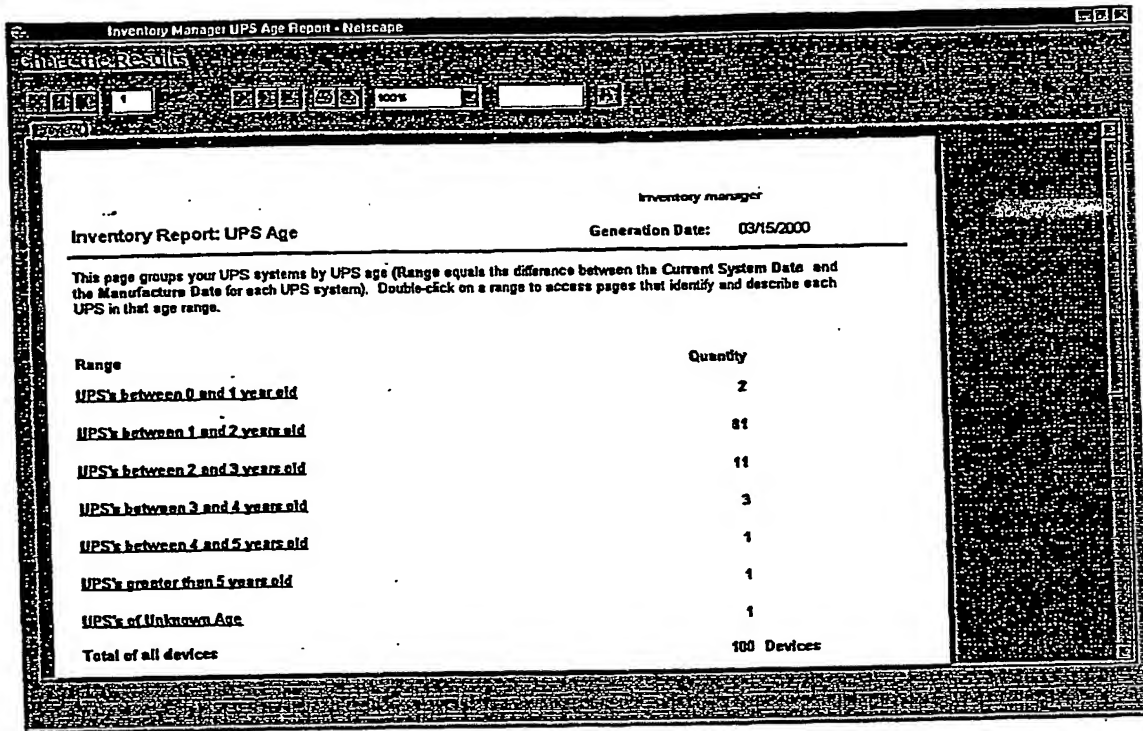 Inventory Manager UPS Age Report - Netscape
Results
1
100%
Inventory manager
Inventory Report: UPS Age
Generation Date: 03/15/2000
This page groups your UPS systems by UPS age (Range equals the difference between the Current System Date and
the Manufacture Date for each UPS system). Double-click on a range to access pages that identify and describe each
UPS in that age range.
Range Quantity
UPS's between 0 and 1 year old 2
UPS's between 1 and 2 years old 81
UPS's between 2 and 3 years old 11
UPS's between 3 and 4 years old 3
UPS's between 4 and 5 years old 1
UPS's greater than 5 years old 1
UPS's of Unknown Age 1
Total of all devices 100 Devices